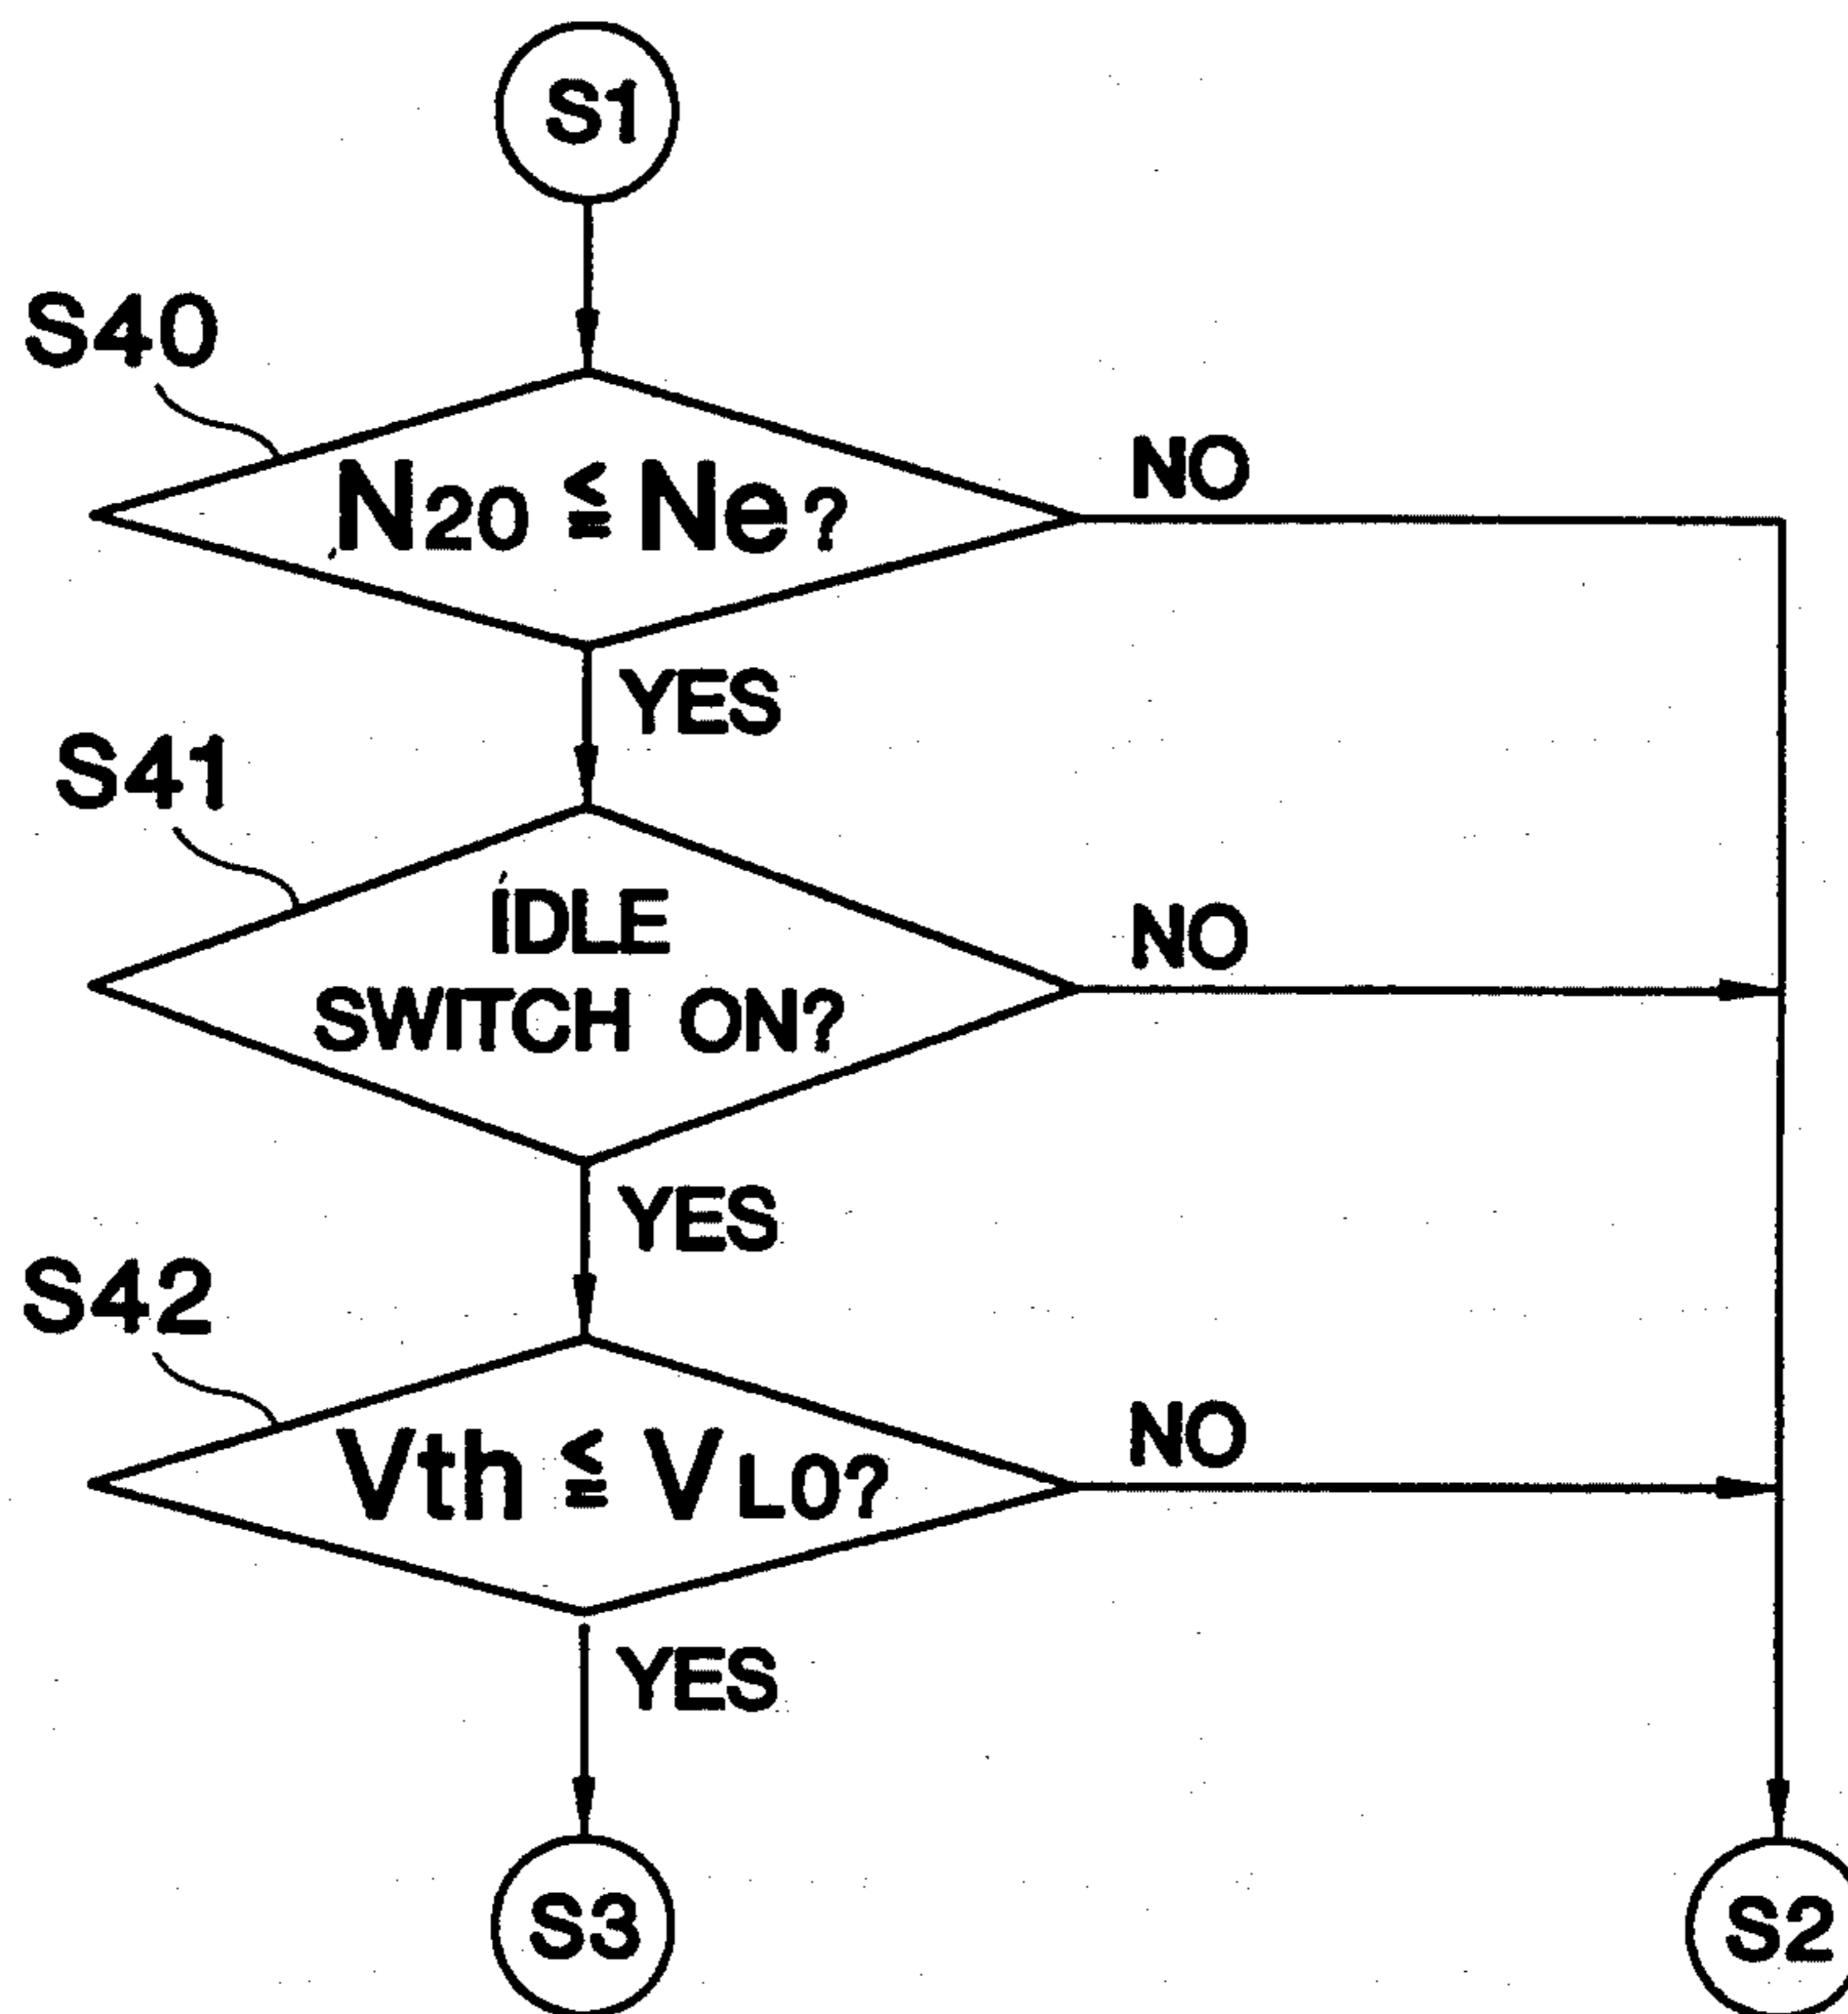 S1
S40
N20 ≦ Ne?
NO
YES
S41
IDLE
SWITCH ON?
NO
YES
S42
Vth ≦ VL0?
NO
YES
S3
S2